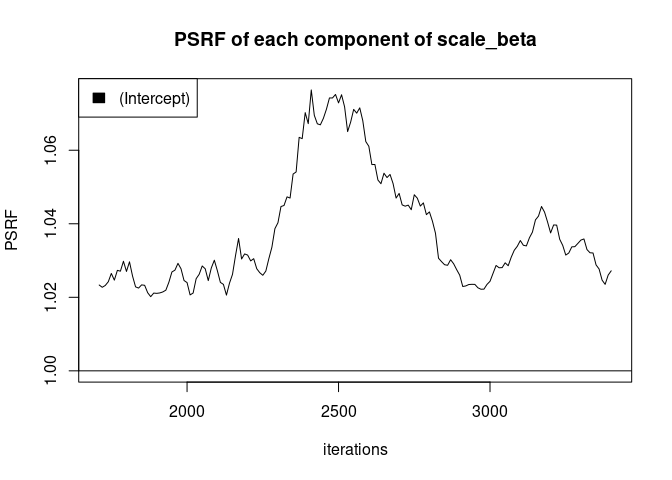 PSRF of each component of scale_beta
(Intercept)
PSRF
1.06
1.04
1.02
1.00
2000 2500 3000
iterations